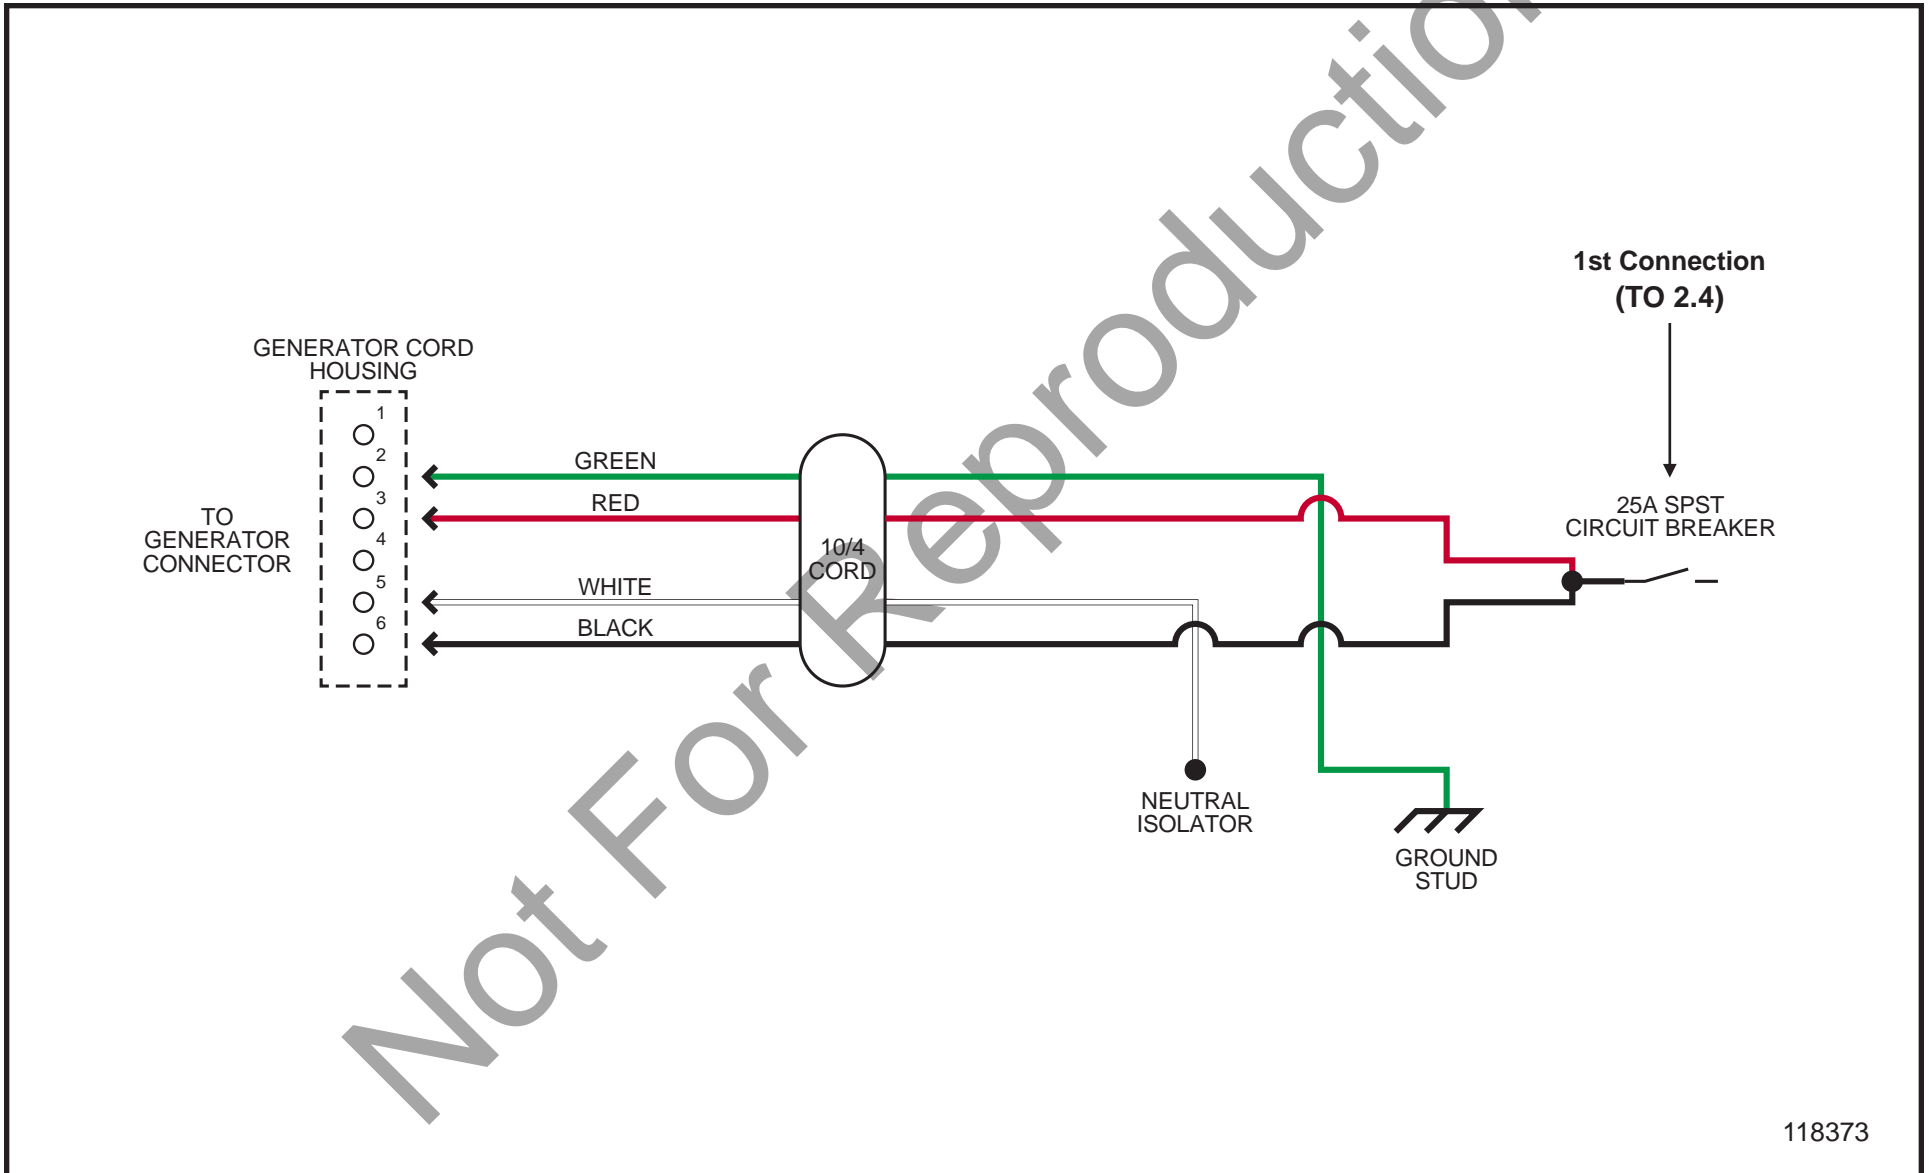 1st Connection
(TO 2.4)
GENERATOR CORD
HOUSING
1
2
3
4
5
6
TO
GENERATOR
CONNECTOR
GREEN
RED
WHITE
BLACK
10/4
CORD
25A SPST
CIRCUIT BREAKER
NEUTRAL
ISOLATOR
GROUND
STUD
Not For Reproduction
118373